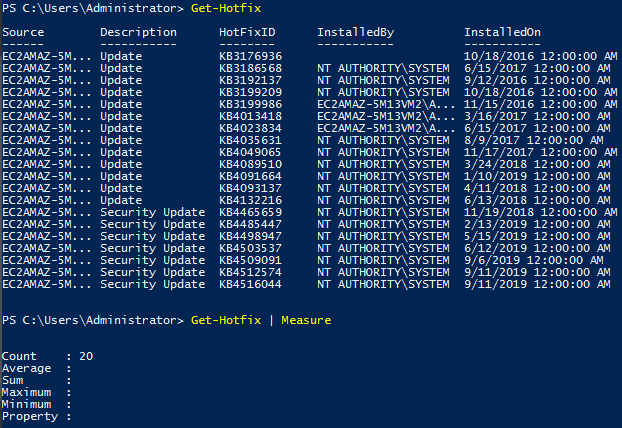 PS C:\Users\Administrator> Get-Hotfix
Source Description HotFixID InstalledBy InstalledOn
------ ----------- -------- ----------- -----------
EC2AMAZ-5M... Update KB3176936 10/18/2016 12:00:00 AM
EC2AMAZ-5M... Update KB3186568 NT AUTHORITY\SYSTEM 6/15/2017 12:00:00 AM
EC2AMAZ-5M... Update KB3192137 NT AUTHORITY\SYSTEM 9/12/2016 12:00:00 AM
EC2AMAZ-5M... Update KB3199209 NT AUTHORITY\SYSTEM 10/18/2016 12:00:00 AM
EC2AMAZ-5M... Update KB3199986 EC2AMAZ-5M13VM2\A... 11/15/2016 12:00:00 AM
EC2AMAZ-5M... Update KB4013418 EC2AMAZ-5M13VM2\A... 3/16/2017 12:00:00 AM
EC2AMAZ-5M... Update KB4023834 EC2AMAZ-5M13VM2\A... 6/15/2017 12:00:00 AM
EC2AMAZ-5M... Update KB4035631 NT AUTHORITY\SYSTEM 8/9/2017 12:00:00 AM
EC2AMAZ-5M... Update KB4049065 NT AUTHORITY\SYSTEM 11/17/2017 12:00:00 AM
EC2AMAZ-5M... Update KB4089510 NT AUTHORITY\SYSTEM 3/24/2018 12:00:00 AM
EC2AMAZ-5M... Update KB4091664 NT AUTHORITY\SYSTEM 1/10/2019 12:00:00 AM
EC2AMAZ-5M... Update KB4093137 NT AUTHORITY\SYSTEM 4/11/2018 12:00:00 AM
EC2AMAZ-5M... Update KB4132216 NT AUTHORITY\SYSTEM 6/13/2018 12:00:00 AM
EC2AMAZ-5M... Security Update KB4465659 NT AUTHORITY\SYSTEM 11/19/2018 12:00:00 AM
EC2AMAZ-5M... Security Update KB4485447 NT AUTHORITY\SYSTEM 2/13/2019 12:00:00 AM
EC2AMAZ-5M... Security Update KB4498947 NT AUTHORITY\SYSTEM 5/15/2019 12:00:00 AM
EC2AMAZ-5M... Security Update KB4503537 NT AUTHORITY\SYSTEM 6/12/2019 12:00:00 AM
EC2AMAZ-5M... Security Update KB4509091 NT AUTHORITY\SYSTEM 9/6/2019 12:00:00 AM
EC2AMAZ-5M... Security Update KB4512574 NT AUTHORITY\SYSTEM 9/11/2019 12:00:00 AM
EC2AMAZ-5M... Security Update KB4516044 NT AUTHORITY\SYSTEM 9/11/2019 12:00:00 AM
PS C:\Users\Administrator> Get-Hotfix | Measure
Count : 20
Average :
Sum :
Maximum :
Minimum :
Property :